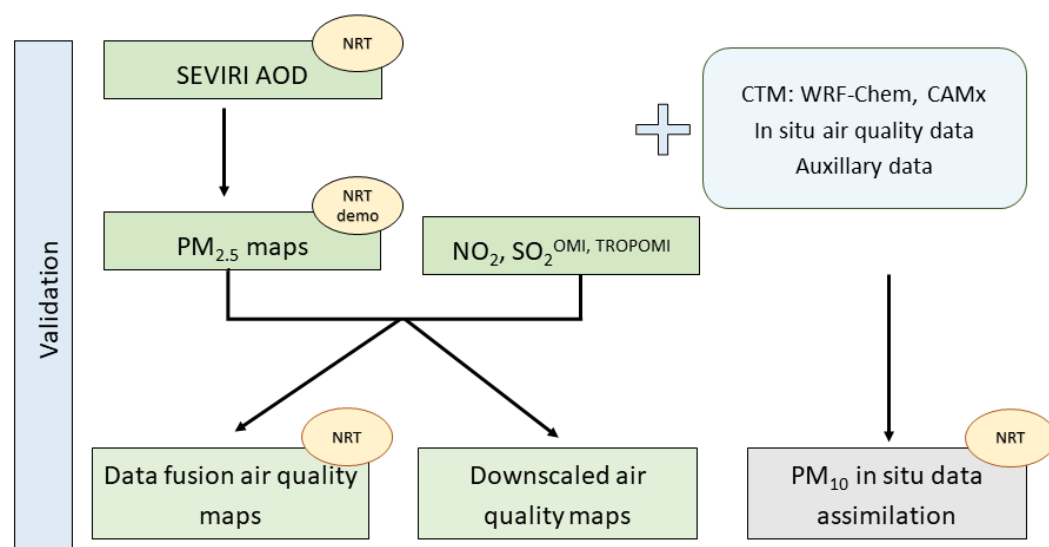 Validation
NRT
SEVIRI AOD
CTM: WRF-Chem, CAMx
In situ air quality data
Auxillary data
NRT
demo
PM₂.₅ maps
NO₂, SO₂ OMI, TROPOMI
NRT
Data fusion air quality
maps
Downscaled air
quality maps
NRT
PM₁₀ in situ data
assimilation